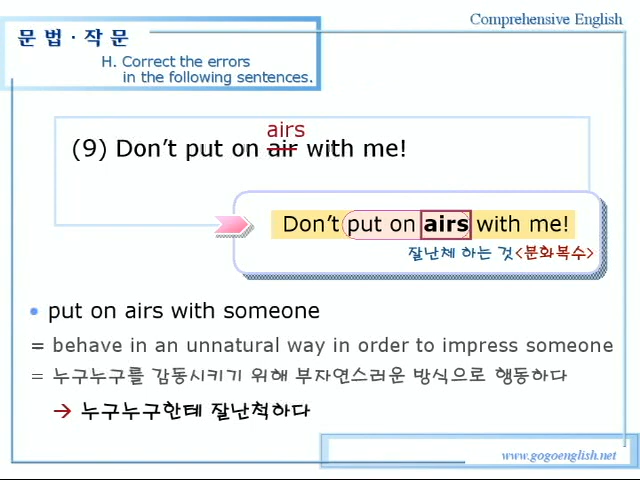 Comprehensive English
문 법 · 작 문
H. Correct the errors
in the following sentences.
airs
(9) Don't put on air with me!
Don't put on airs with me!
잘난체 하는 것<분화복수>
• put on airs with someone
= behave in an unnatural way in order to impress someone
= 누구누구를 감동시키기 위해 부자연스러운 방식으로 행동하다
→ 누구누구한테 잘난척하다
www.gogoenglish.net